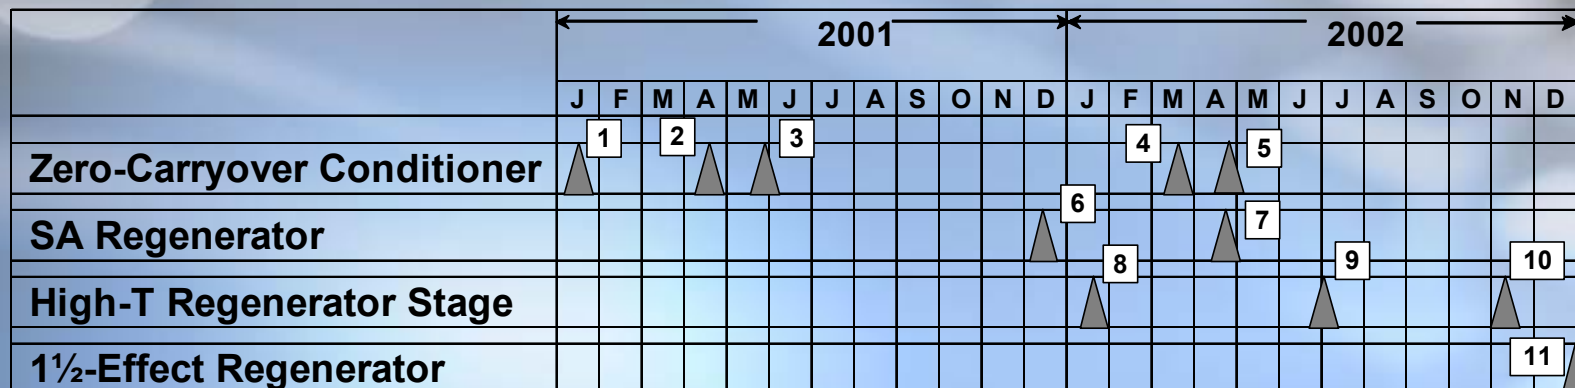 2001 2002
J F M A M J J A S O N D J F M A M J J A S O N D
1 2 3 4 5
Zero-Carryover Conditioner
6 7
SA Regenerator
8 9 10
High-T Regenerator Stage
11
1½-Effect Regenerator